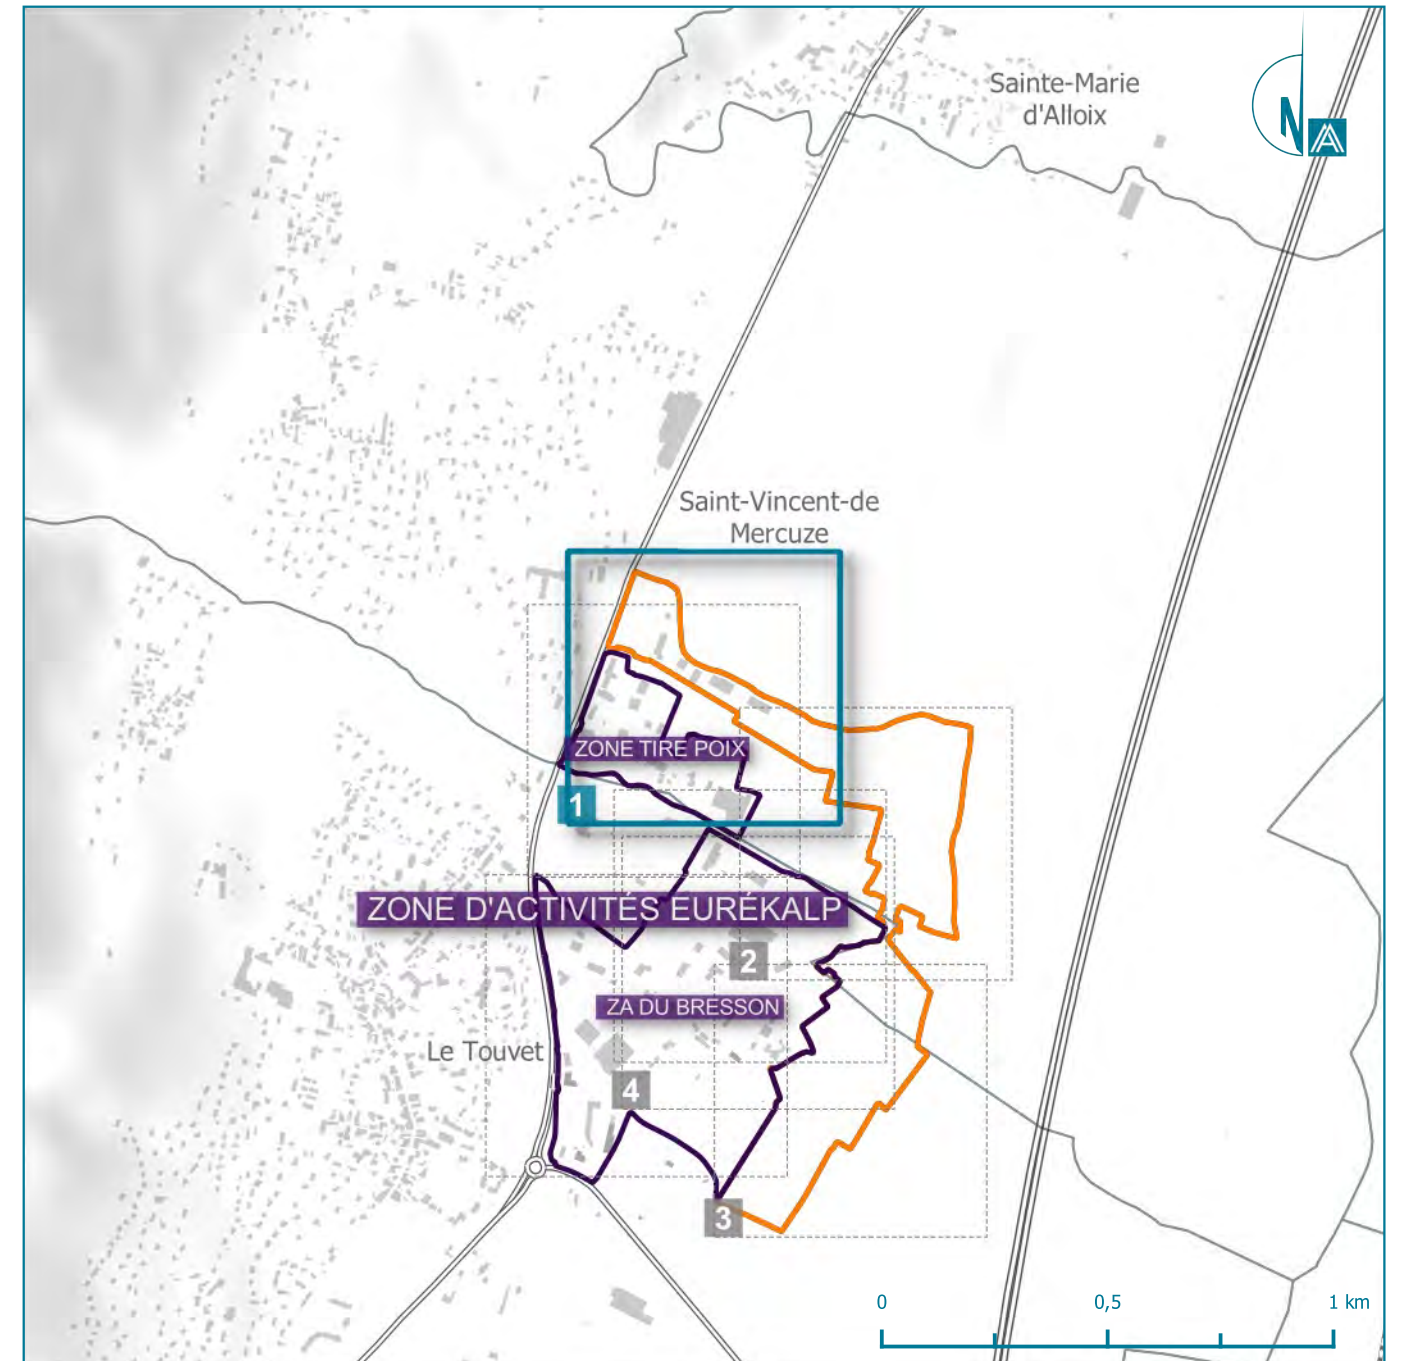 Sainte-Marie
d'Alloix
N
Saint-Vincent-de
Mercuze
ZONE TIRE POIX
1
ZONE D'ACTIVITÉS EURÉKALP
2
ZA DU BRESSON
Le Touvet
4
3
0 0,5 1 km